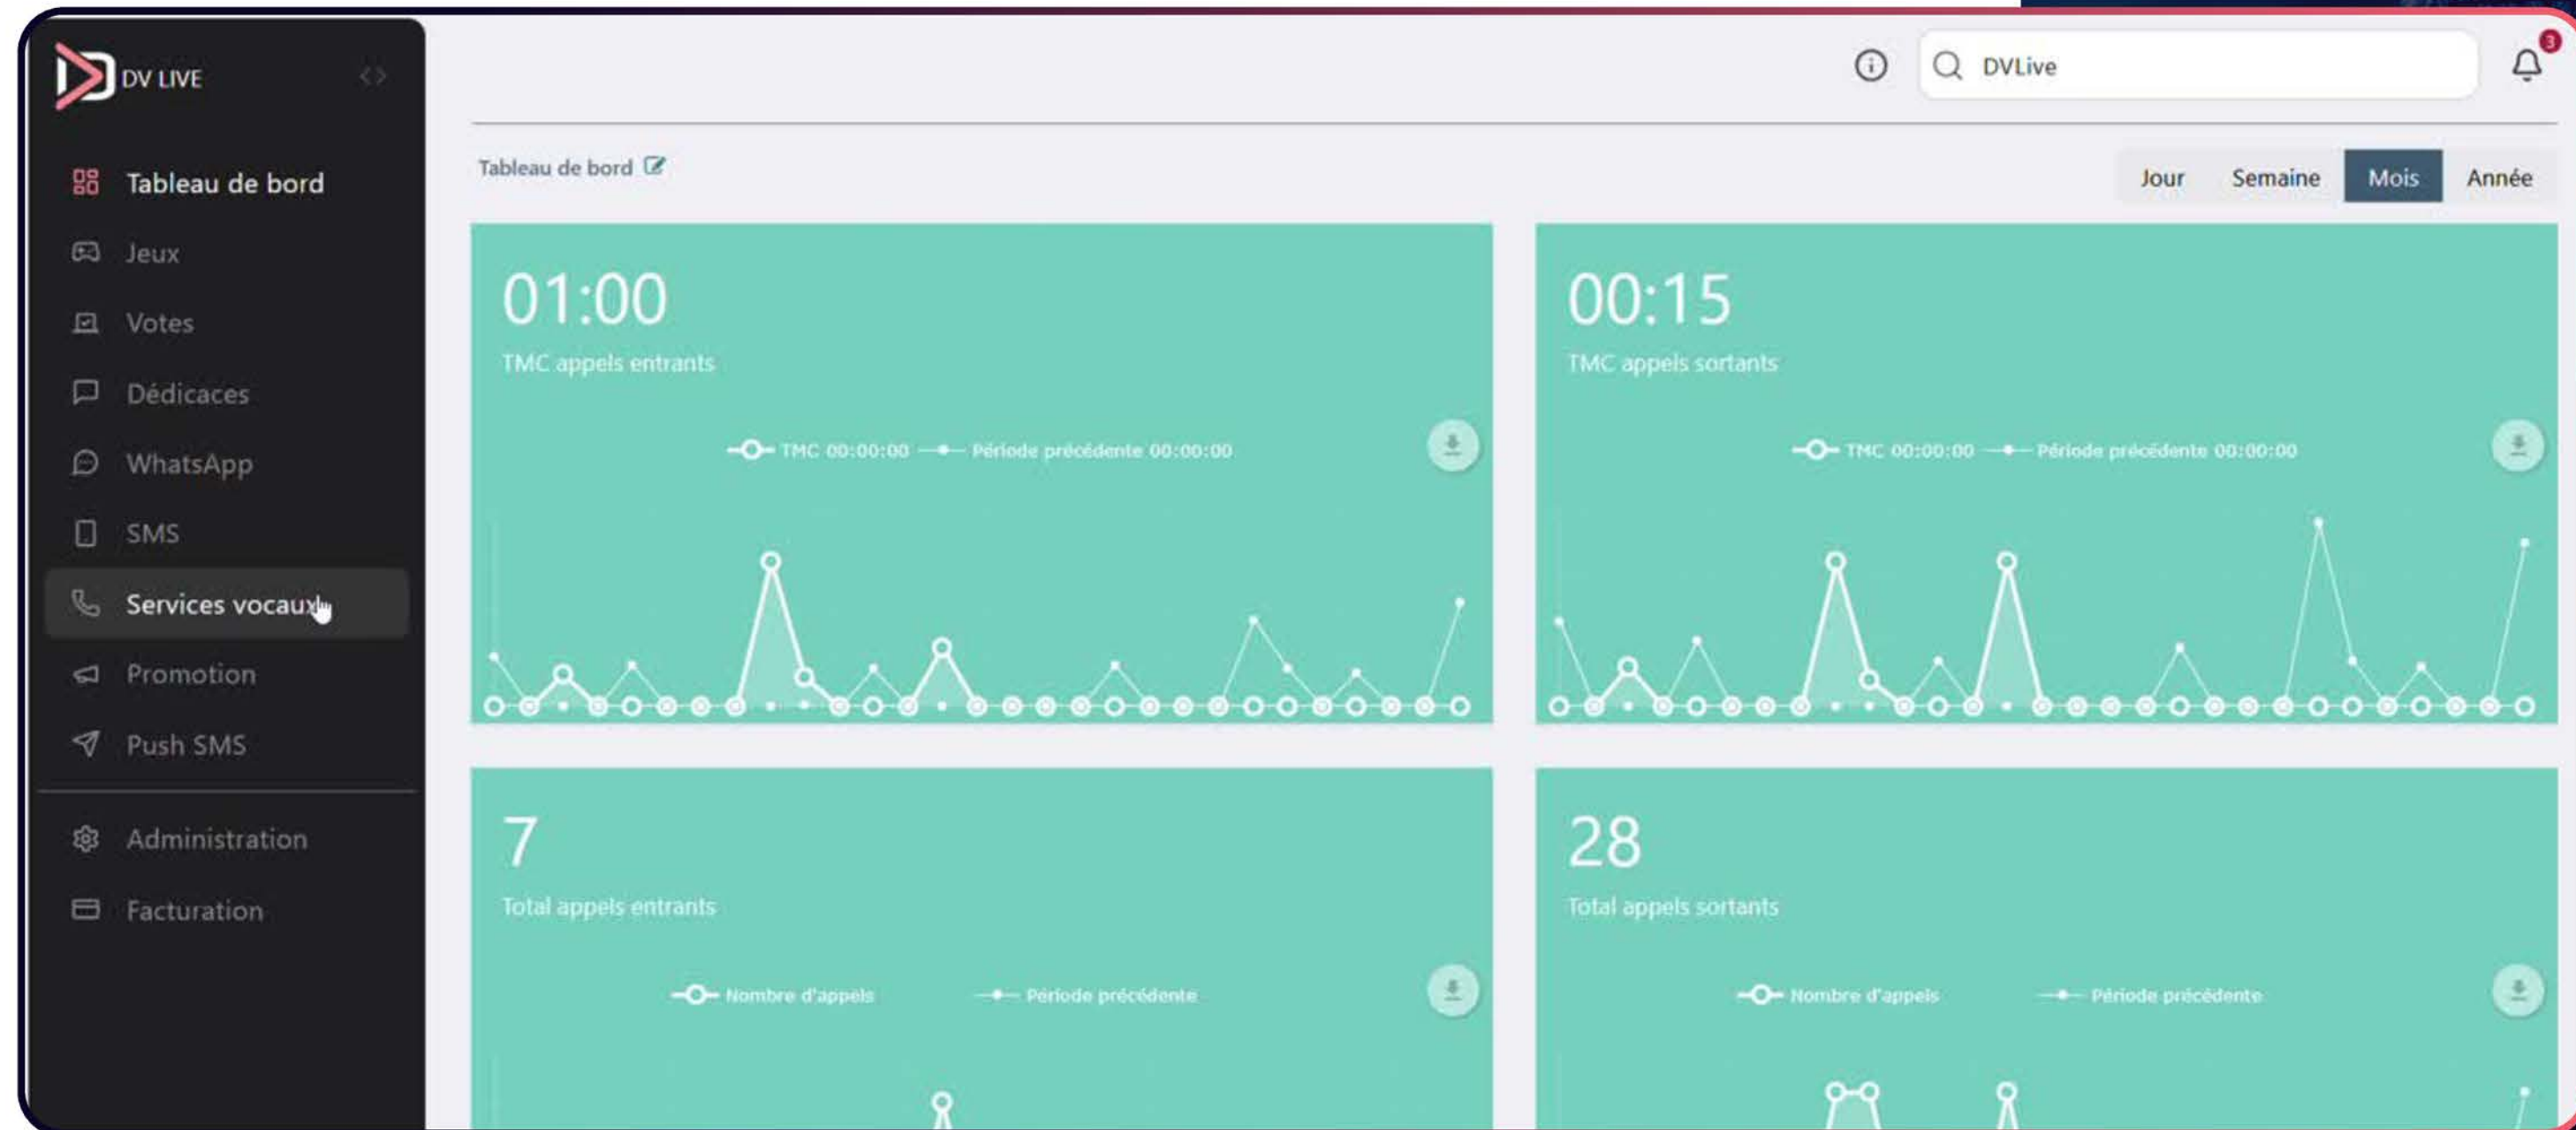 DV LIVE
DVLive
3
Tableau de bord
Jeux
Votes
Dédicaces
WhatsApp
SMS
Services vocaux
Promotion
Push SMS
Administration
Facturation
Tableau de bord
Jour Semaine Mois Année
01:00
TMC appels entrants
TMC 00:00:00 Période précédente 00:00:00
00:15
TMC appels sortants
TMC 00:00:00 Période précédente 00:00:00
7
Total appels entrants
Nombre d'appels Période précédente
28
Total appels sortants
Nombre d'appels Période précédente